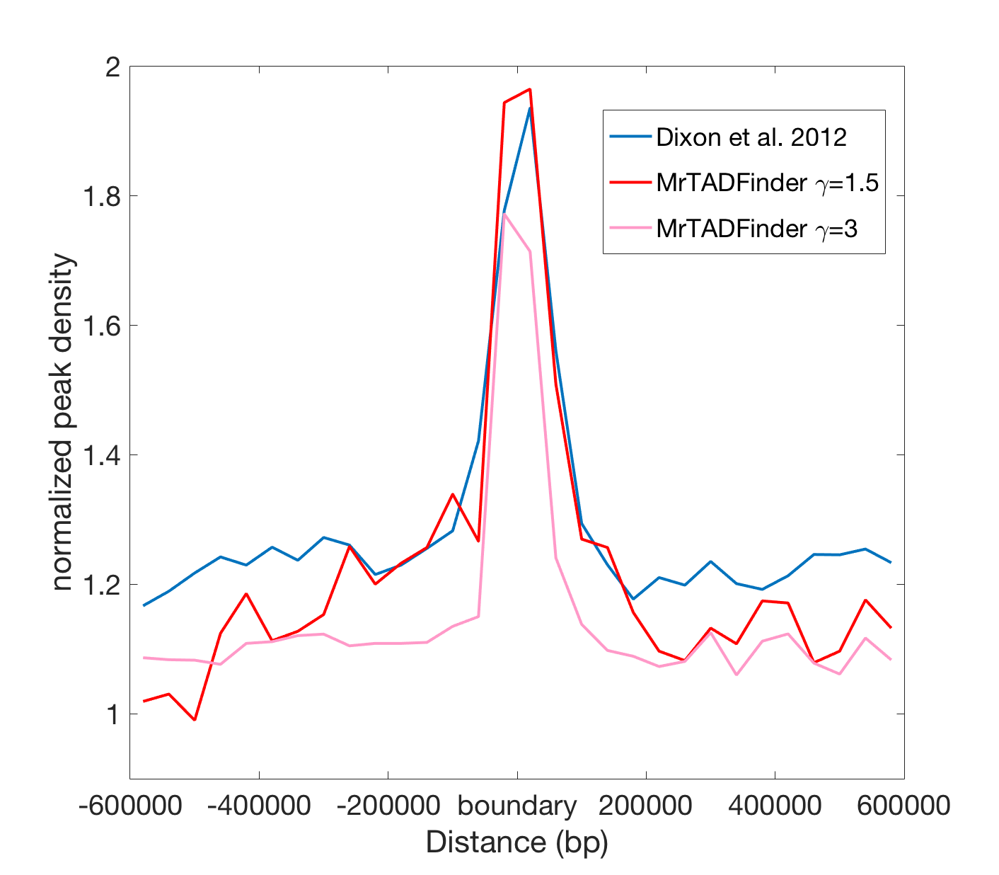 2
1.8
1.6
1.4
1.2
1
normalized peak density
Dixon et al. 2012
MrTADFinder γ=1.5
MrTADFinder γ=3
-600000 -400000 -200000 boundary 200000 400000 600000
Distance (bp)